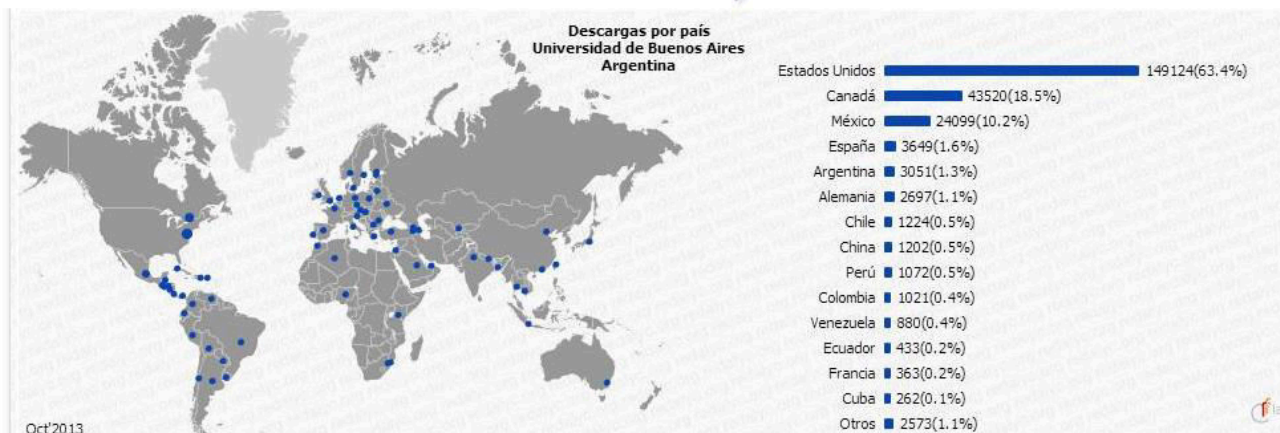 Descargas por país
Universidad de Buenos Aires
Argentina
Estados Unidos 149124(63.4%)
Canadá 43520(18.5%)
México 24099(10.2%)
España 3649(1.6%)
Argentina 3051(1.3%)
Alemania 2697(1.1%)
Chile 1224(0.5%)
China 1202(0.5%)
Perú 1072(0.5%)
Colombia 1021(0.4%)
Venezuela 880(0.4%)
Ecuador 433(0.2%)
Francia 363(0.2%)
Cuba 262(0.1%)
Otros 2573(1.1%)
Oct'2013